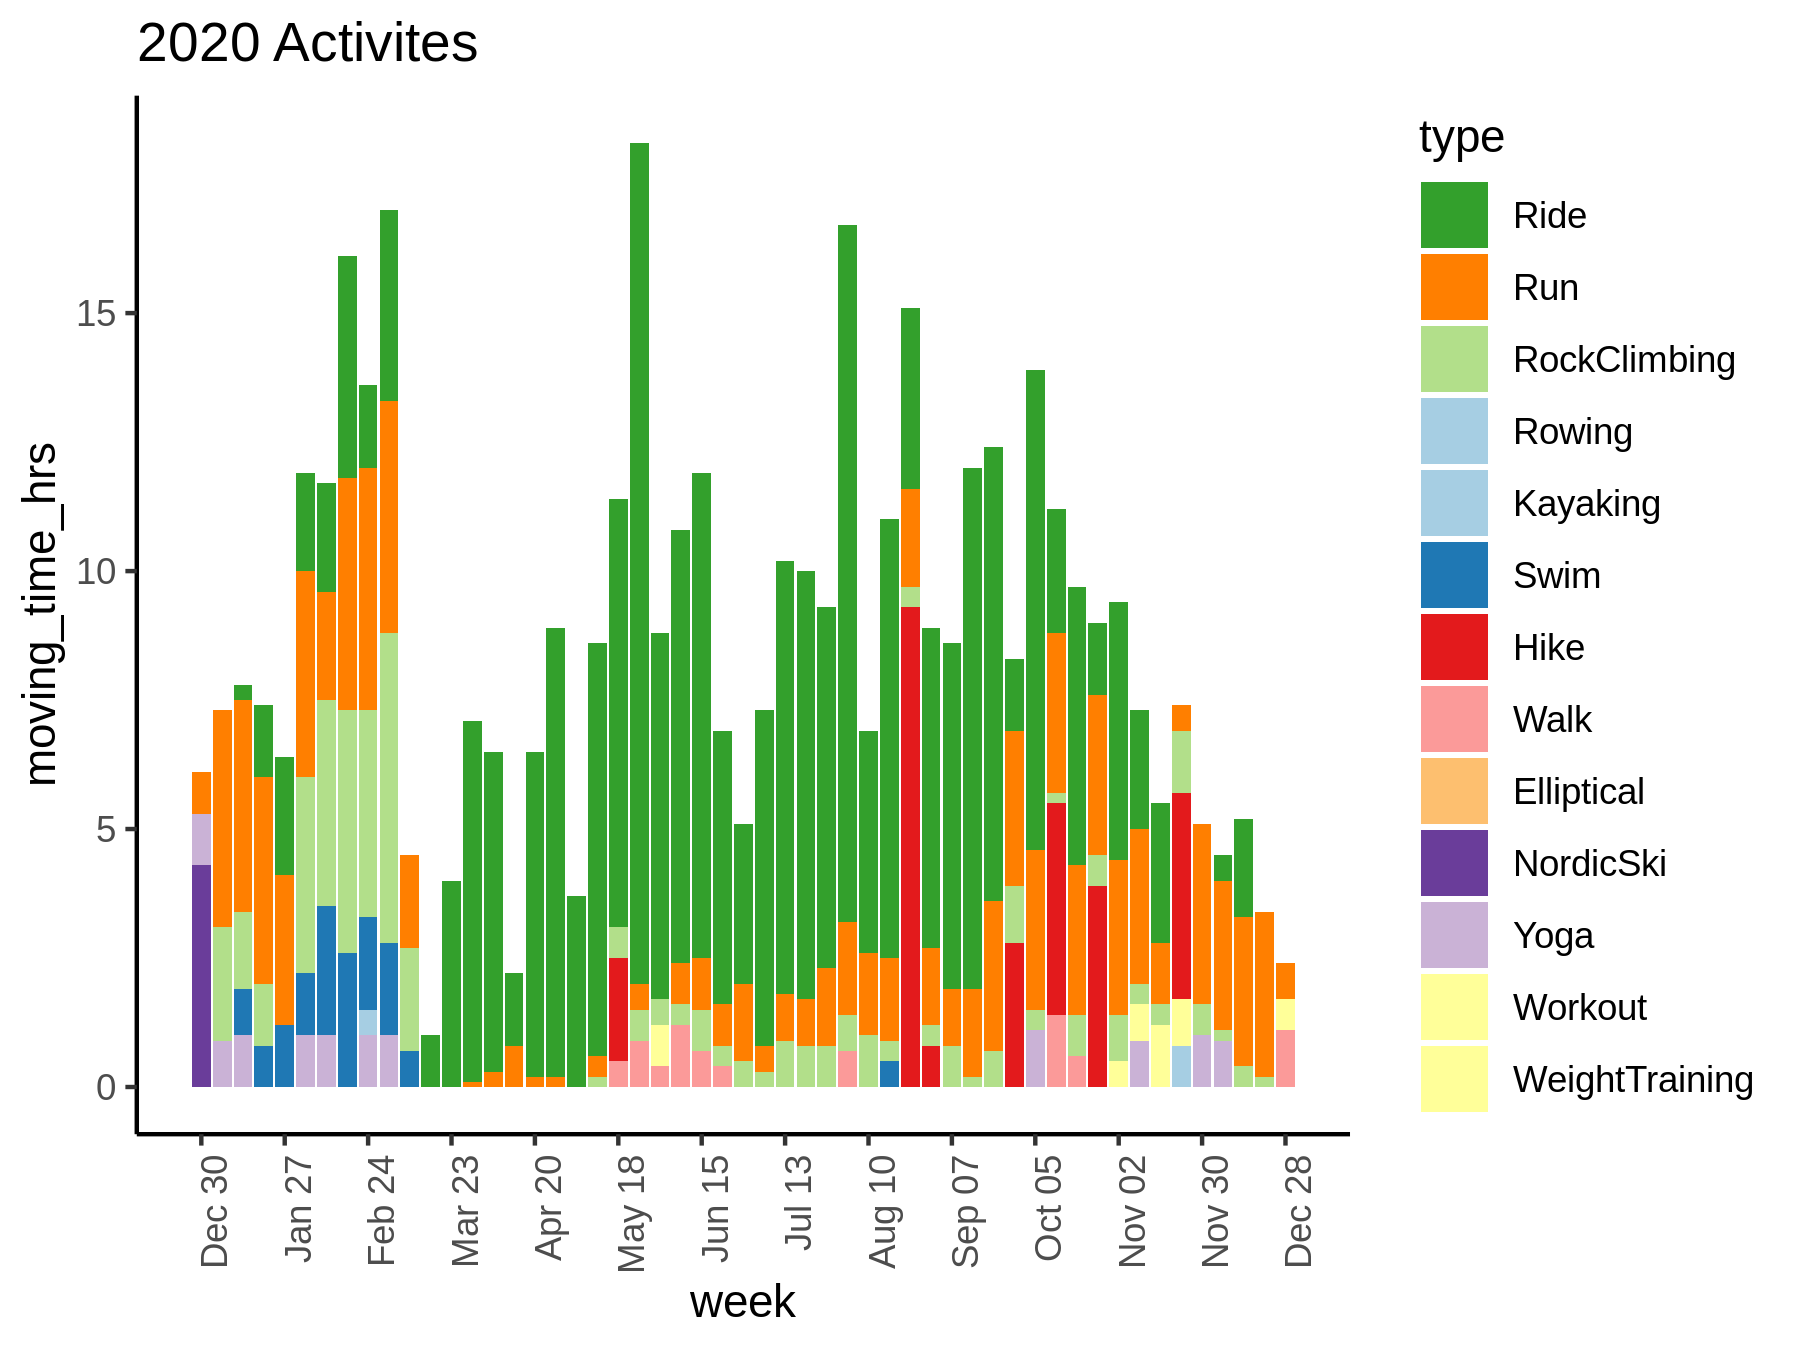 2020 Activites
moving_time_hrs
15
10
5
0
Dec 30
Jan 27
Feb 24
Mar 23
Apr 20
May 18
Jun 15
Jul 13
Aug 10
Sep 07
Oct 05
Nov 02
Nov 30
Dec 28
week
type
Ride
Run
RockClimbing
Rowing
Kayaking
Swim
Hike
Walk
Elliptical
NordicSki
Yoga
Workout
WeightTraining